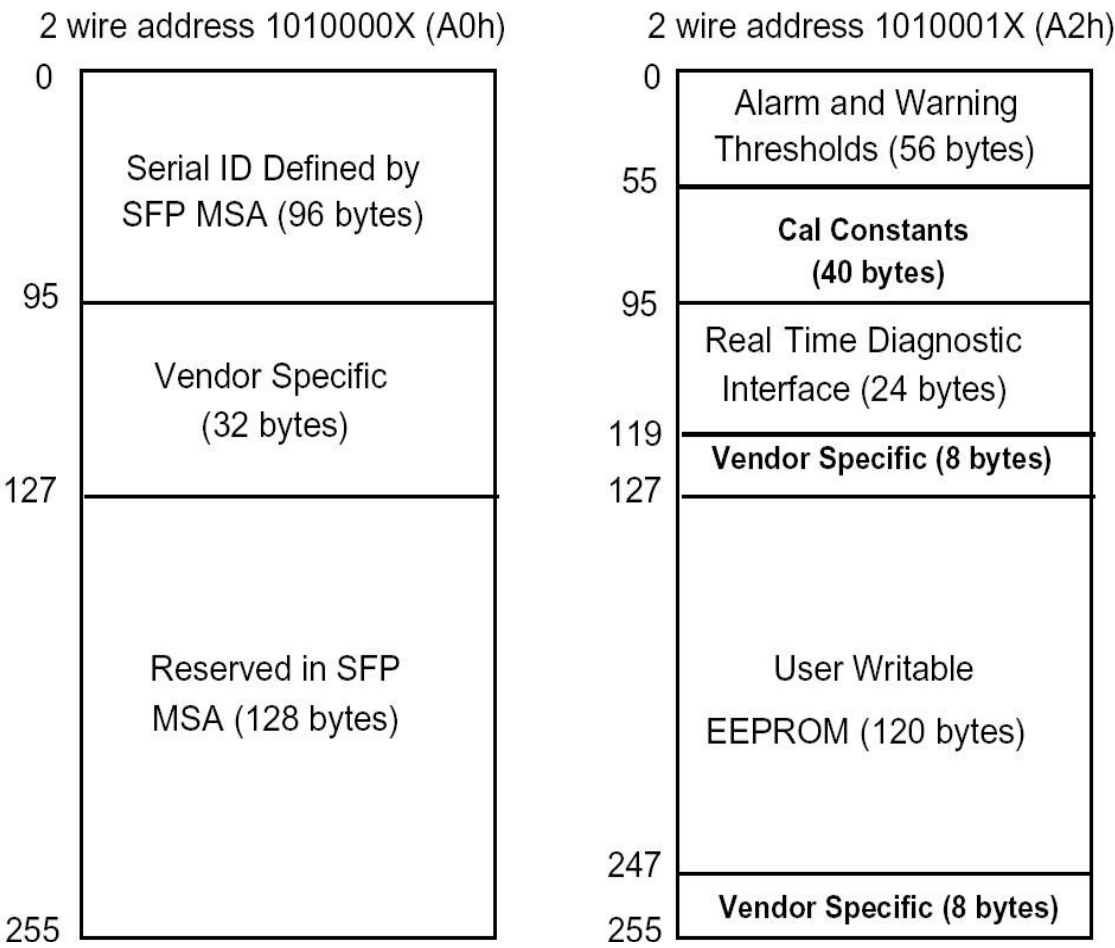 2 wire address 1010000X (A0h)
0
Serial ID Defined by
SFP MSA (96 bytes)
95
Vendor Specific
(32 bytes)
127
Reserved in SFP
MSA (128 bytes)
255
2 wire address 1010001X (A2h)
0
Alarm and Warning
Thresholds (56 bytes)
55
Cal Constants
(40 bytes)
95
Real Time Diagnostic
Interface (24 bytes)
119
Vendor Specific (8 bytes)
127
User Writable
EEPROM (120 bytes)
247
Vendor Specific (8 bytes)
255